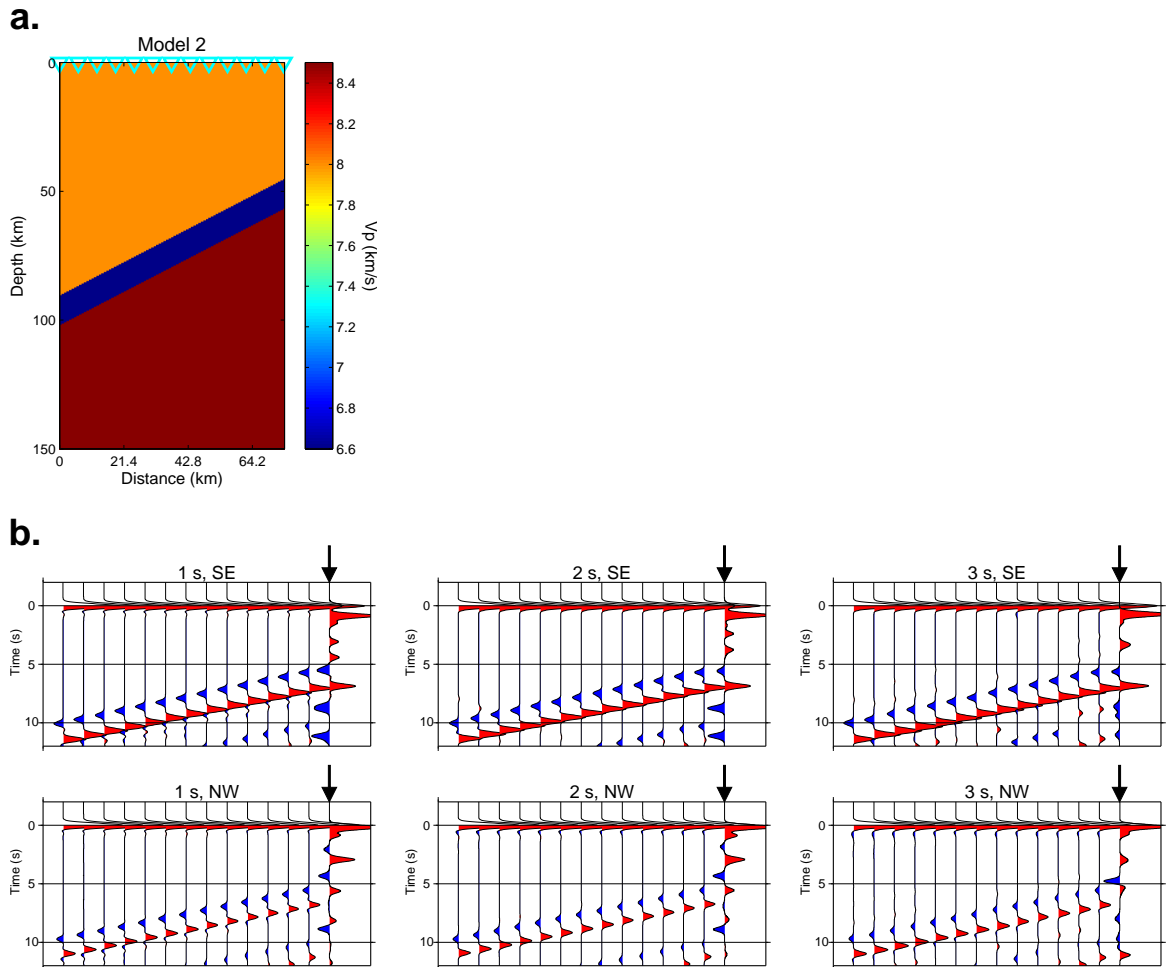 a.
Model 2
0
50
100
150
Depth (km)
0 21.4 42.8 64.2
Distance (km)
8.4
8.2
8
7.8
7.6
7.4
7.2
7
6.8
6.6
Vp (km/s)
b.
1 s, SE
2 s, SE
3 s, SE
0
5
10
Time (s)
0
5
10
Time (s)
0
5
10
Time (s)
1 s, NW
2 s, NW
3 s, NW
0
5
10
Time (s)
0
5
10
Time (s)
0
5
10
Time (s)